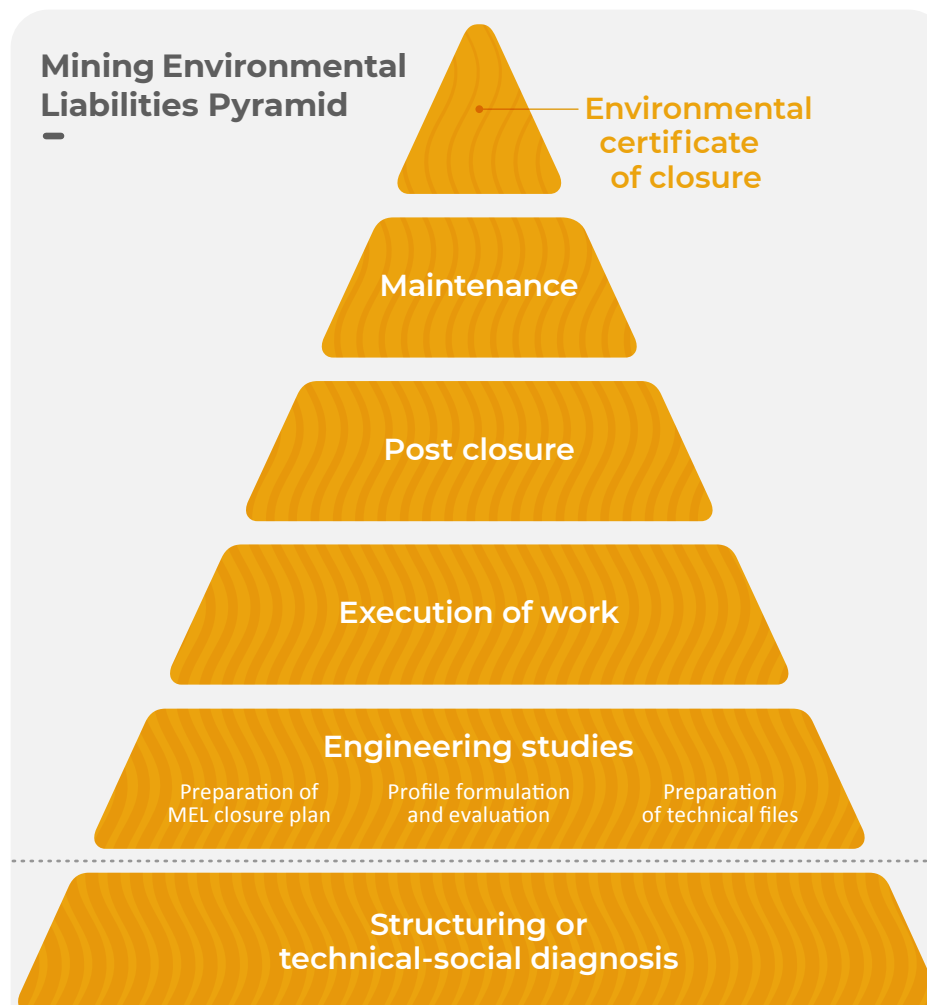 Mining Environmental
Liabilities Pyramid
Environmental
certificate
of closure
Maintenance
Post closure
Execution of work
Engineering studies
Preparation of
MEL closure plan
Profile formulation
and evaluation
Preparation
of technical files
Structuring or
technical-social diagnosis